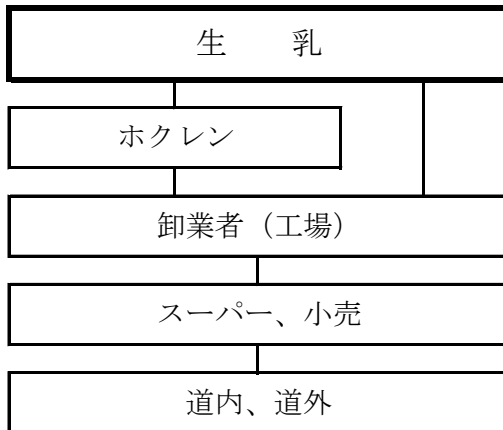 生　　乳
ホクレン
卸業者（工場）
スーパー、小売
道内、道外